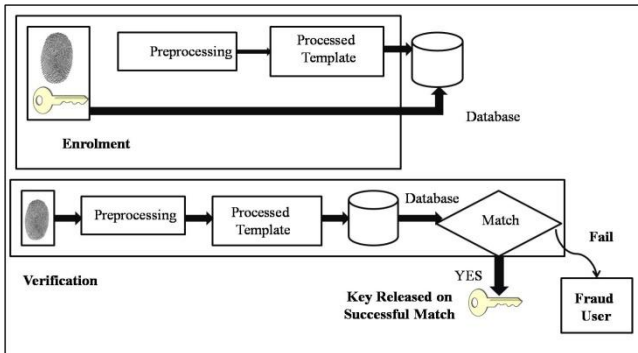 Preprocessing
Processed
Template
Database
Enrolment
Preprocessing
Processed
Template
Database
Match
Fail
Verification
YES
Key Released on
Successful Match
Fraud
User